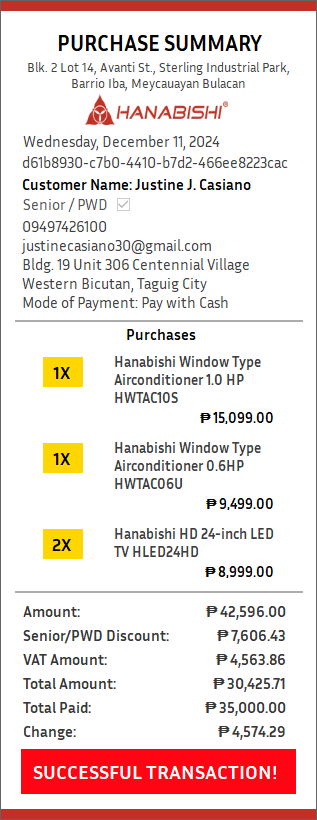 PURCHASE SUMMARY
Blk. 2 Lot 14, Avanti St., Sterling Industrial Park,
Barrio Iba, Meycauayan Bulacan
HANABISHI®
Wednesday, December 11, 2024
d61b8930-c7b0-4410-b7d2-466ee8223cac
Customer Name: Justine J. Casiano
Senior / PWD
09497426100
justinecasiano30@gmail.com
Bldg. 19 Unit 306 Centennial Village
Western Bicutan, Taguig City
Mode of Payment: Pay with Cash
Purchases
1X
Hanabishi Window Type
Airconditioner 1.0 HP
HWTAC10S
₱ 15,099.00
1X
Hanabishi Window Type
Airconditioner 0.6HP
HWTAC06U
₱ 9,499.00
2X
Hanabishi HD 24-inch LED
TV HLED24HD
₱ 8,999.00
Amount: ₱ 42,596.00
Senior/PWD Discount: ₱ 7,606.43
VAT Amount: ₱ 4,563.86
Total Amount: ₱ 30,425.71
Total Paid: ₱ 35,000.00
Change: ₱ 4,574.29
SUCCESSFUL TRANSACTION!